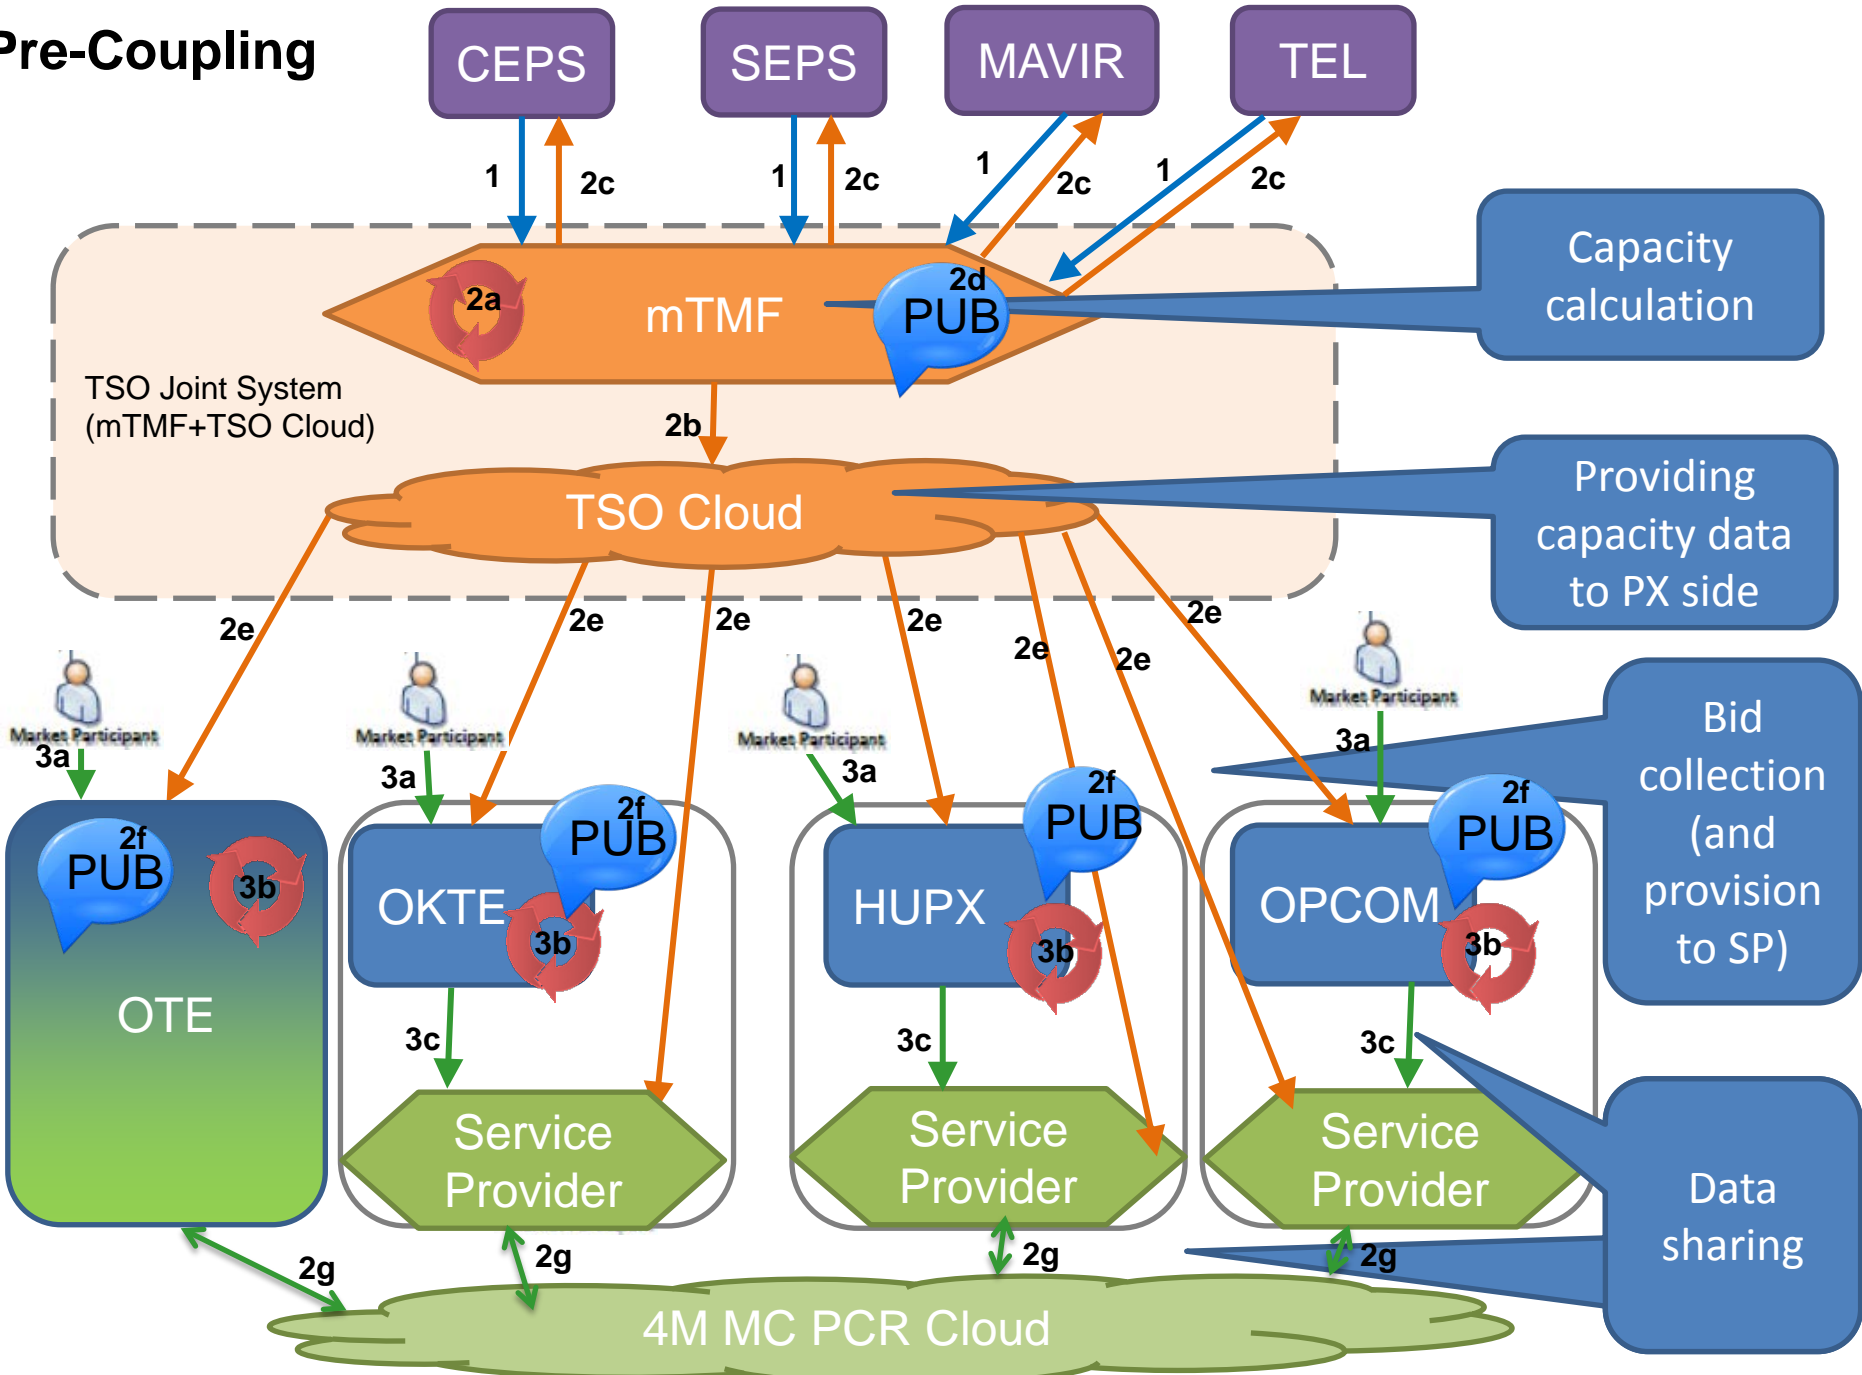 Pre-Coupling
CEPS
SEPS
MAVIR
TEL
1
2c
1
2c
1
2c
1
2c
Capacity
calculation
2a
mTMF
2d
PUB
TSO Joint System
(mTMF+TSO Cloud)
2b
TSO Cloud
Providing
capacity data
to PX side
2e
2e
2e
2e
2e
2e
2e
Market Participant
Market Participant
Market Participant
Market Participant
3a
3a
3a
3a
Bid
collection
(and
provision
to SP)
2f
PUB
3b
OTE
2f
PUB
OKTE
3b
2f
PUB
HUPX
3b
2f
PUB
OPCOM
3b
3c
3c
3c
Service
Provider
Service
Provider
Service
Provider
Data
sharing
2g
2g
2g
2g
4M MC PCR Cloud